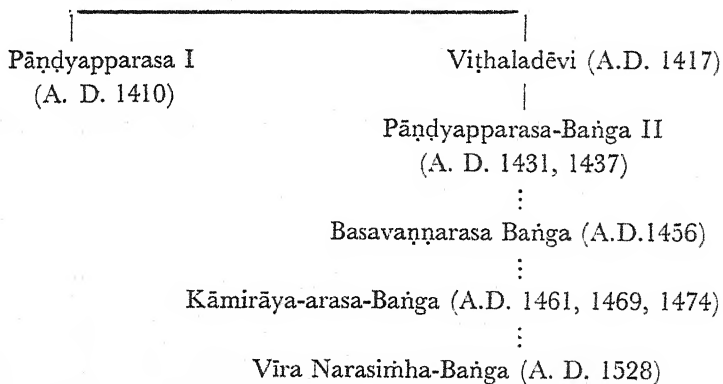 Pāṇḍyapparasa I Viṭhaladēvi (A.D. 1417)
(A. D. 1410)
Pāṇḍyapparasa-Baṅga II
(A. D. 1431, 1437)
Basavaṇṇarasa Baṅga (A.D.1456)
Kāmirāya-arasa-Baṅga (A.D. 1461, 1469, 1474)
Vīra Narasiṁha-Baṅga (A. D. 1528)